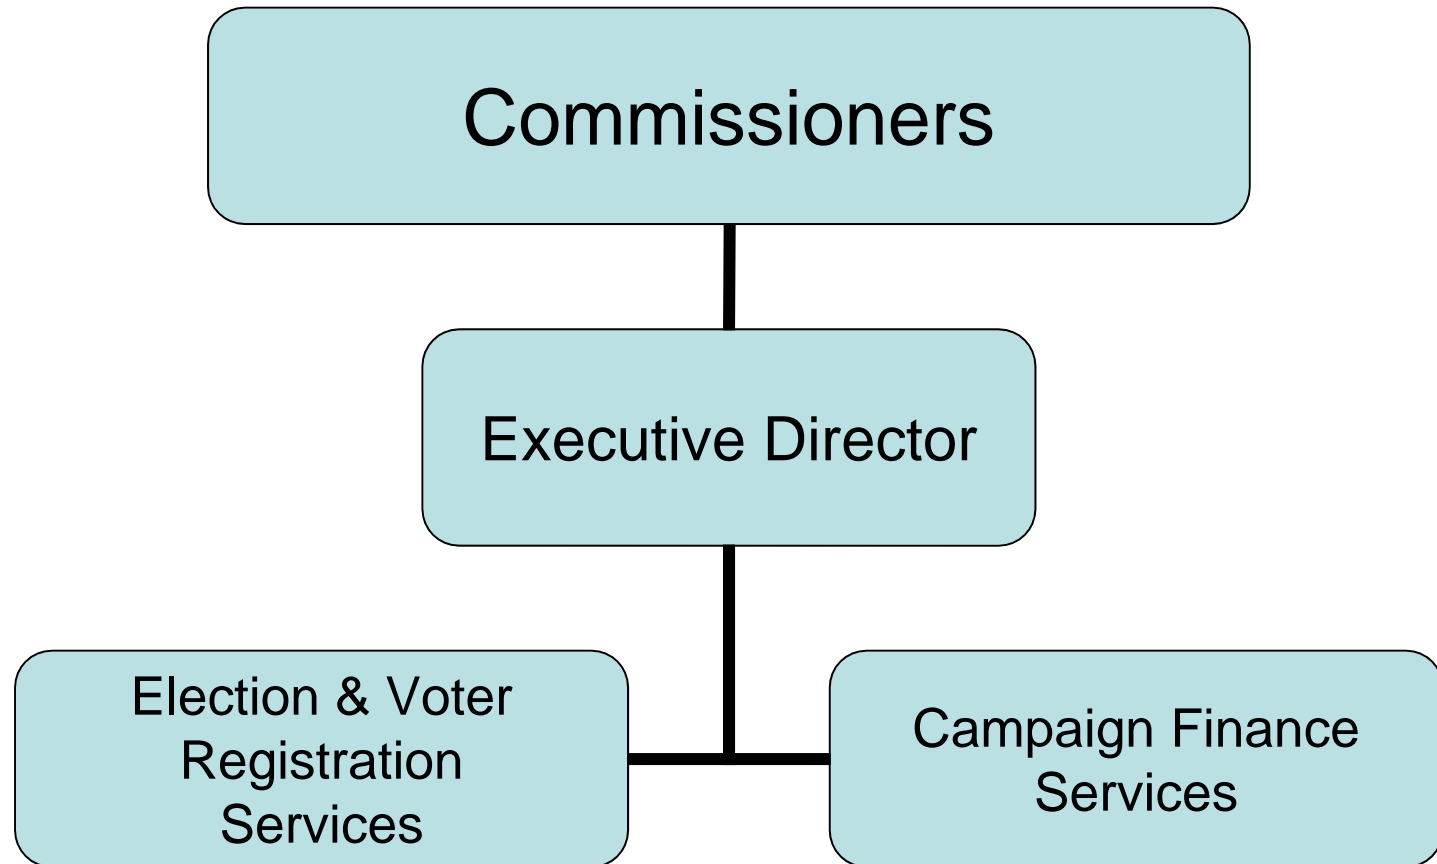 Commissioners
Executive Director
Election & Voter
Registration
Services
Campaign Finance
Services